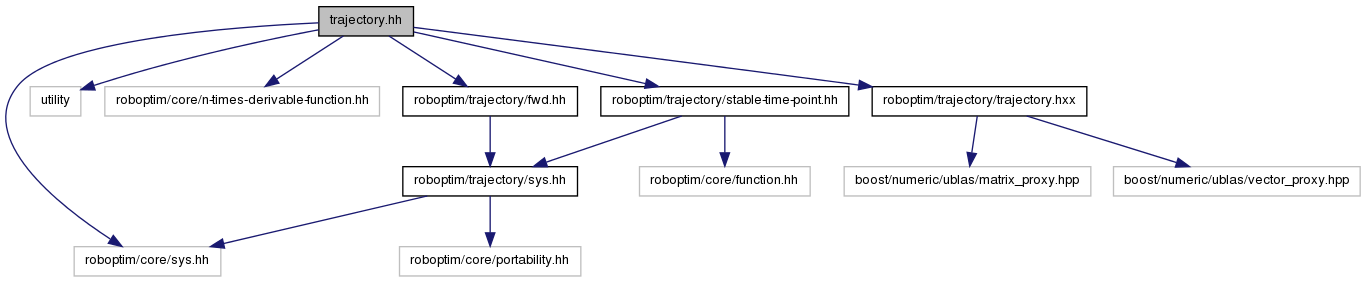 trajectory.hh
utility
roboptim/core/n-times-derivable-function.hh
roboptim/trajectory/fwd.hh
roboptim/trajectory/stable-time-point.hh
roboptim/trajectory/trajectory.hxx
roboptim/trajectory/sys.hh
roboptim/core/function.hh
boost/numeric/ublas/matrix_proxy.hpp
boost/numeric/ublas/vector_proxy.hpp
roboptim/core/sys.hh
roboptim/core/portability.hh